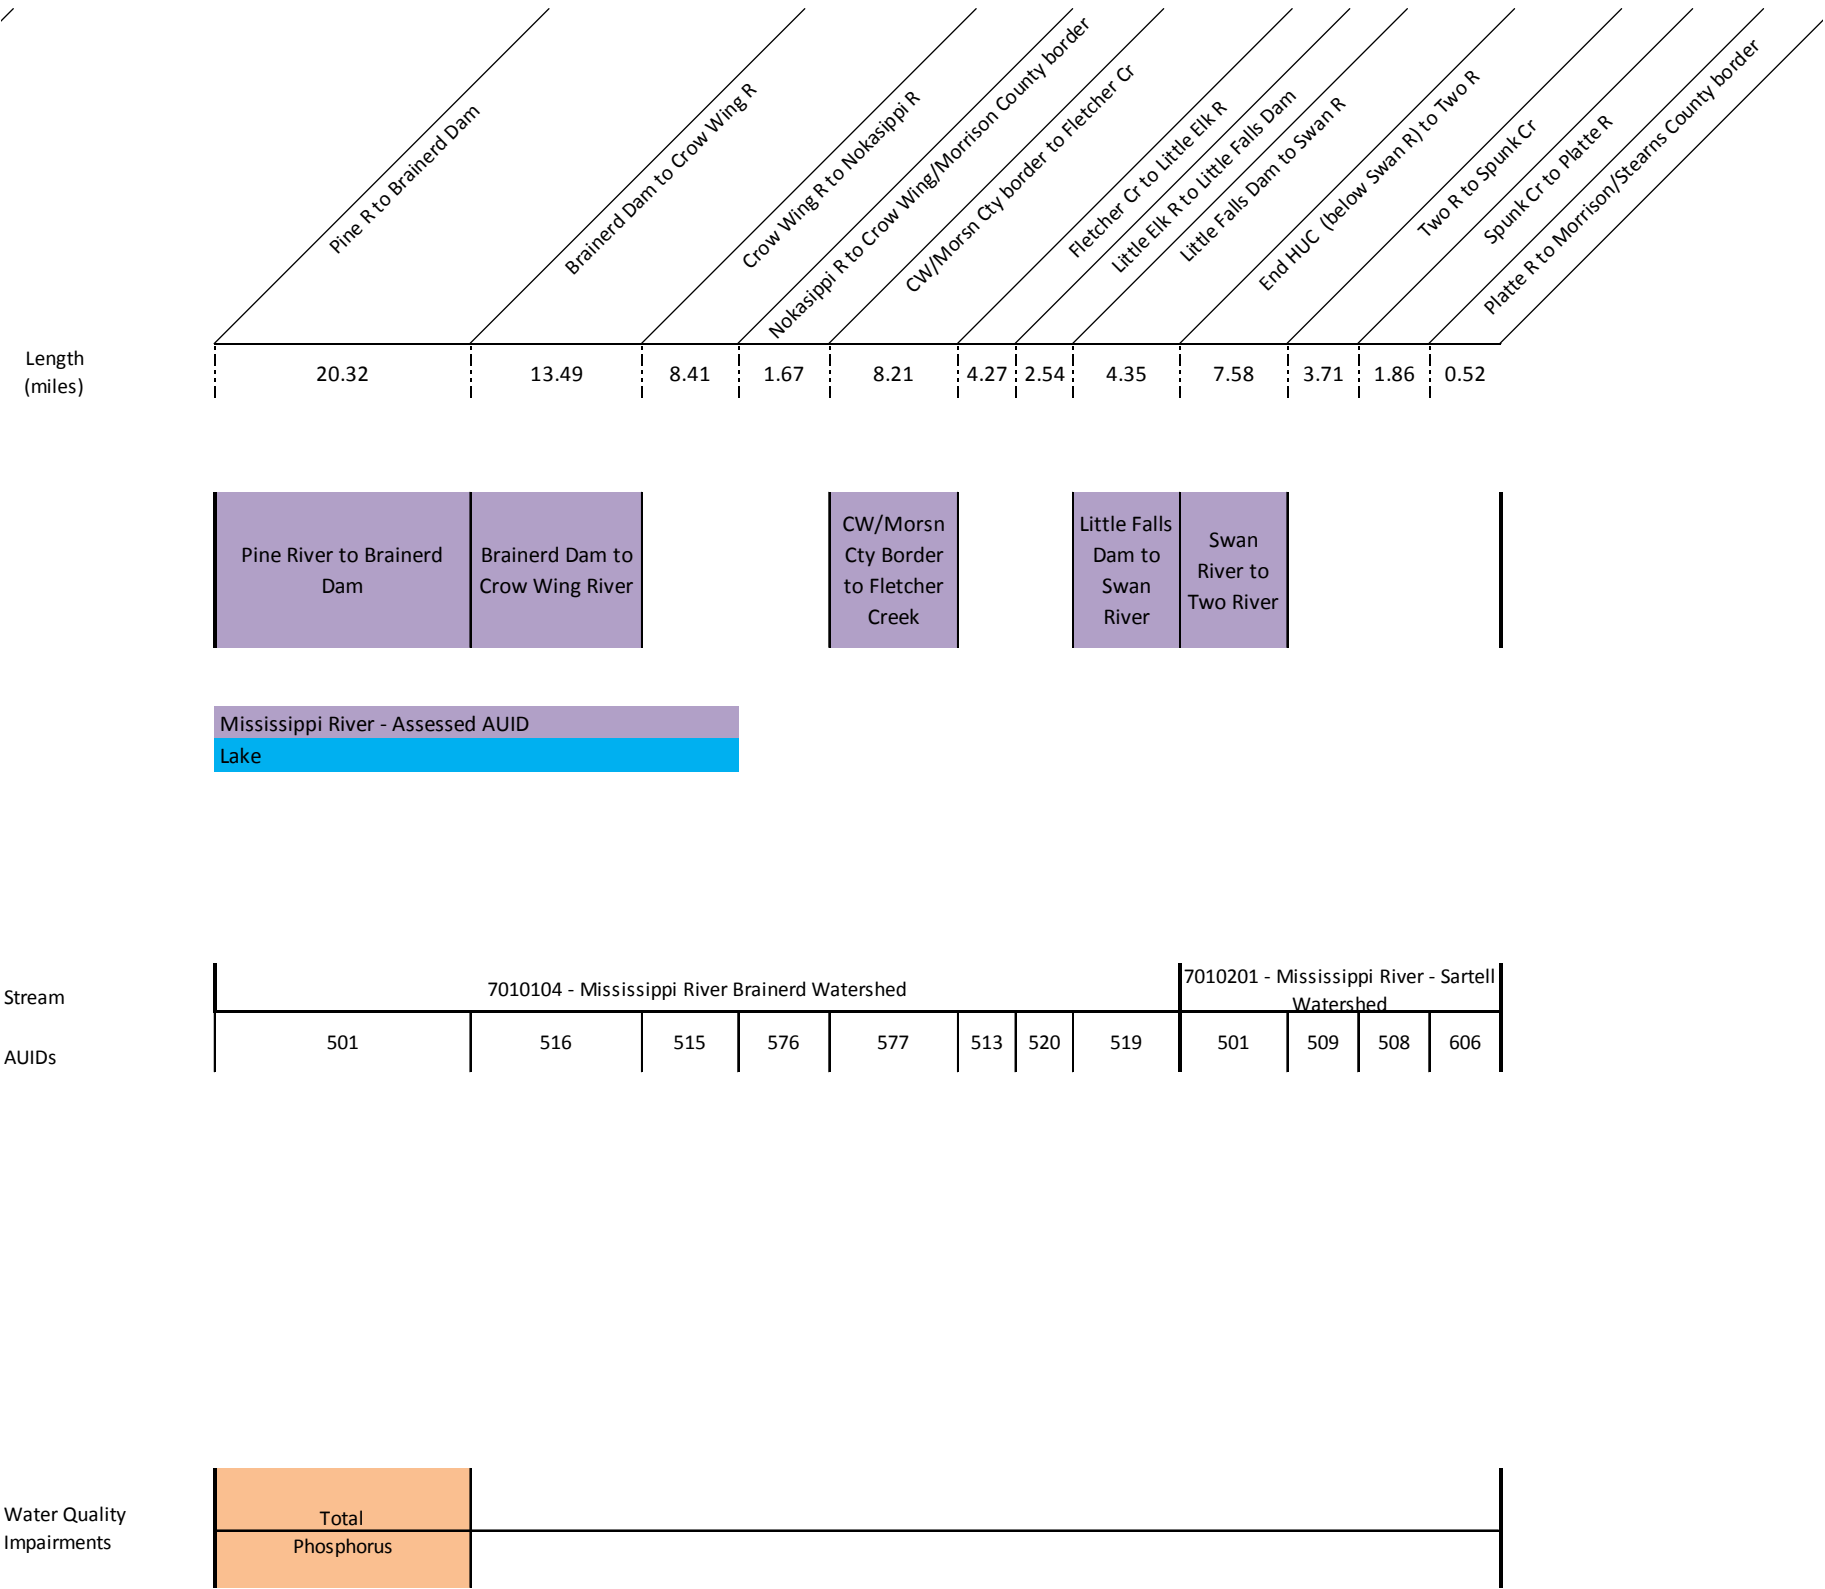 Pine R to Brainerd Dam
Brainerd Dam to Crow Wing R
Crow Wing R to Nokasippi R
Nokasippi R to Crow Wing/Morrison County border
CW/Morsn Cty border to Fletcher Cr
Fletcher Cr to Little Elk R
Little Elk R to Little Falls Dam
Little Falls Dam to Swan R
End HUC (below Swan R) to Two R
Two R to Spunk Cr
Spunk Cr to Platte R
Platte R to Morrison/Stearns County border
Length
(miles)
20.32 13.49 8.41 1.67 8.21 4.27 2.54 4.35 7.58 3.71 1.86 0.52
Pine River to Brainerd
Dam
Brainerd Dam to
Crow Wing River
CW/Morsn
Cty Border
to Fletcher
Creek
Little Falls
Dam to
Swan
River
Swan
River to
Two River
Mississippi River - Assessed AUID
Lake
Stream
AUIDs
7010104 - Mississippi River Brainerd Watershed
7010201 - Mississippi River - Sartell
Watershed
501 516 515 576 577 513 520 519 501 509 508 606
Water Quality
Impairments
Total
Phosphorus